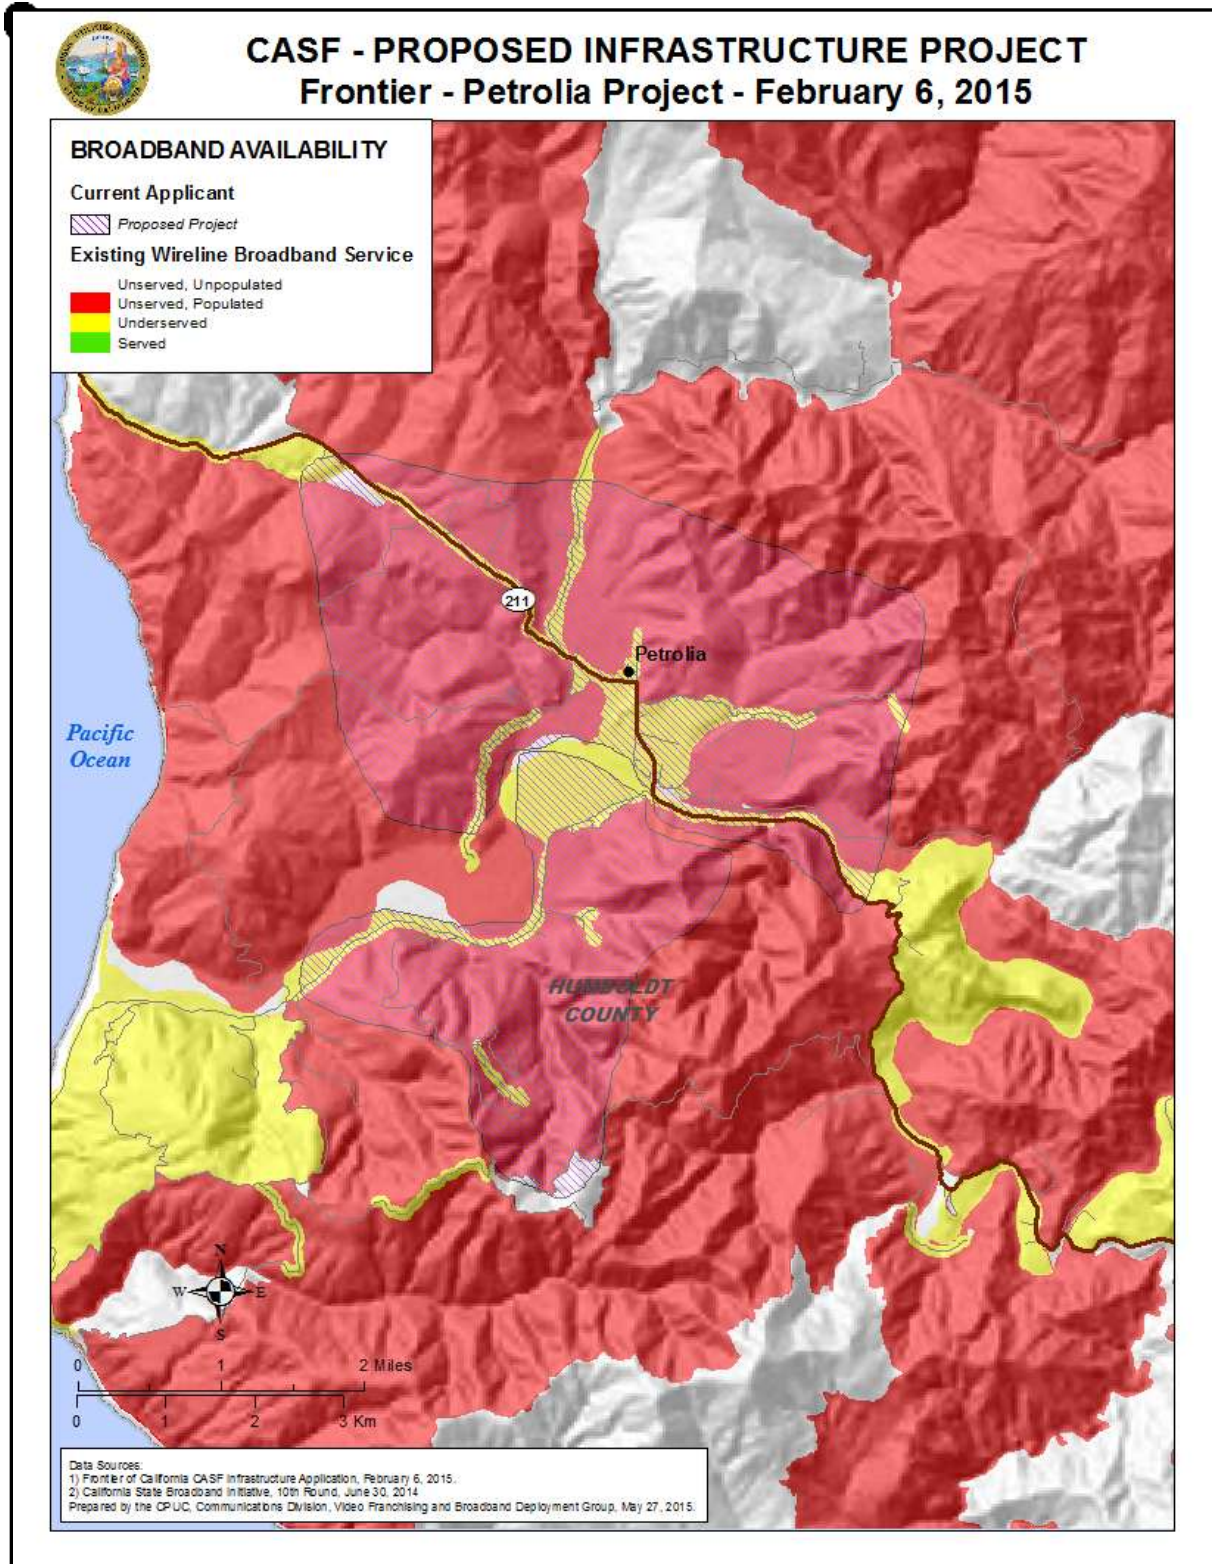 CASF - PROPOSED INFRASTRUCTURE PROJECT
Frontier - Petrolia Project - February 6, 2015
BROADBAND AVAILABILITY
Current Applicant
Proposed Project
Existing Wireline Broadband Service
Unserved, Unpopulated
Unserved, Populated
Underserved
Served
211
Petrolia
Pacific
Ocean
HUMBOLDT
COUNTY
N
W E
S
0 1 2 Miles
0 1 2 3 Km
Data Sources:
1) Frontier of California CASF Infrastructure Application, February 6, 2015.
2) California State Broadband Initiative, 10th Round, June 30, 2014
Prepared by the CPUC, Communications Division, Video Franchising and Broadband Deployment Group, May 27, 2015.